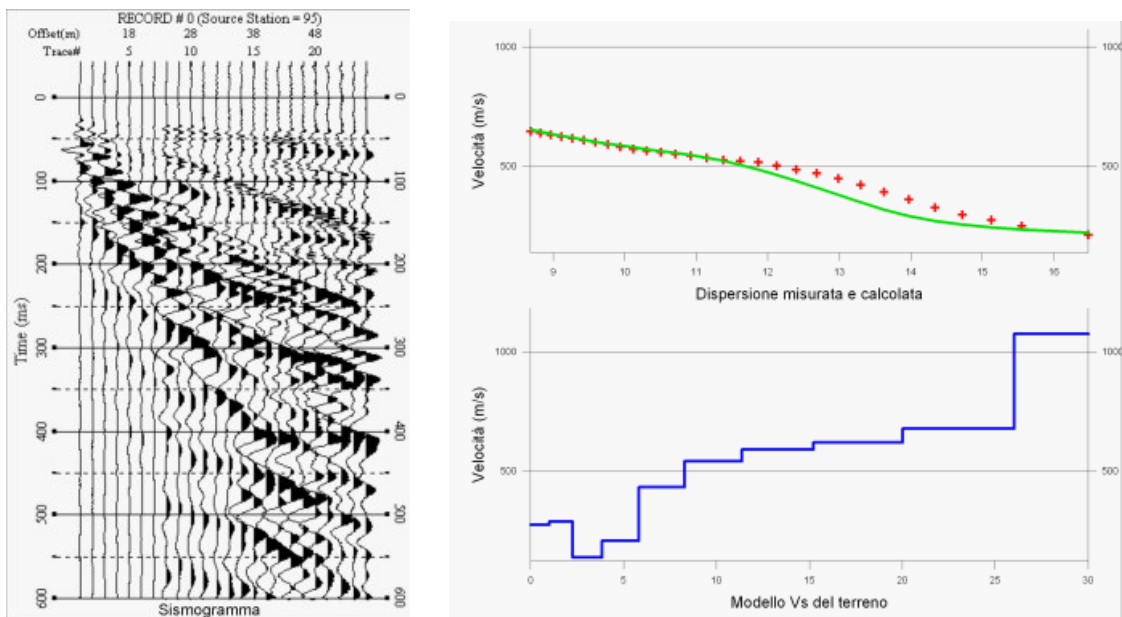 RECORD # 0 (Source Station = 95)
Offset(m) 18 28 38 48
Trace# 5 10 15 20
0 0
100 100
200 200
300 300
400 400
500 500
600 600
Time (ms)
Sismogramma
1000 1000
500 500
Velocità (m/s)
9 10 11 12 13 14 15 16
Dispersione misurata e calcolata
1000 1000
500 500
Velocità (m/s)
0 5 10 15 20 25 30
Modello Vs del terreno